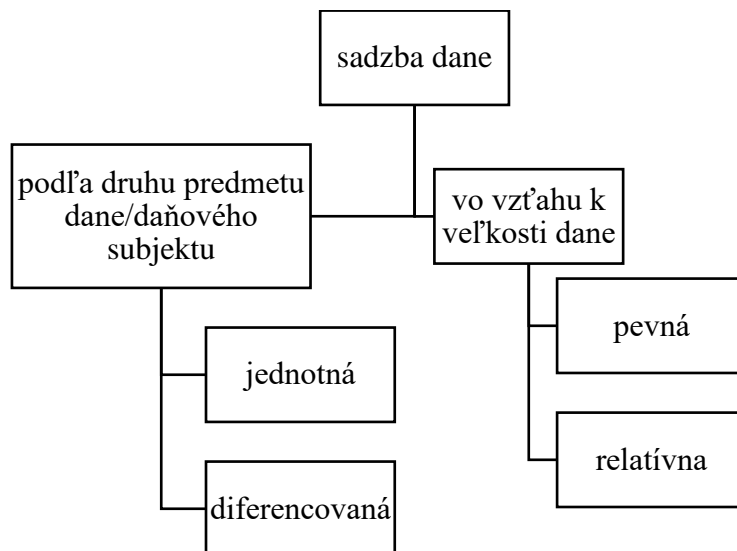 sadzba dane
podľa druhu predmetu
dane/daňového
subjektu
vo vzťahu k
veľkosti dane
pevná
jednotná
relatívna
diferencovaná